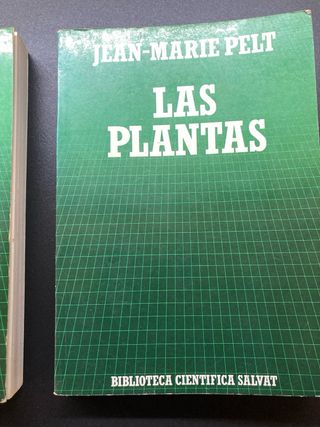 JEAN-MARIE PELT
LAS
PLANTAS
BIBLIOTECA CIENTIFICA SALVAT